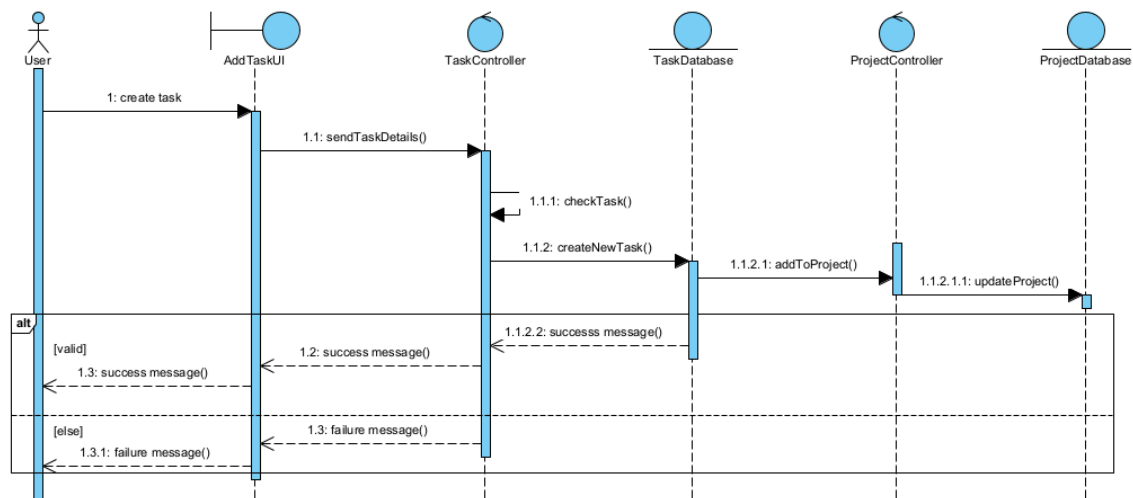 User
AddTaskUI
TaskController
TaskDatabase
ProjectController
ProjectDatabase
1: create task
1.1: sendTaskDetails()
1.1.1: checkTask()
1.1.2: createNewTask()
1.1.2.1: addToProject()
1.1.2.1.1: updateProject()
alt
1.1.2.2: successs message()
[valid]
1.2: success message()
1.3: success message()
[else]
1.3: failure message()
1.3.1: failure message()